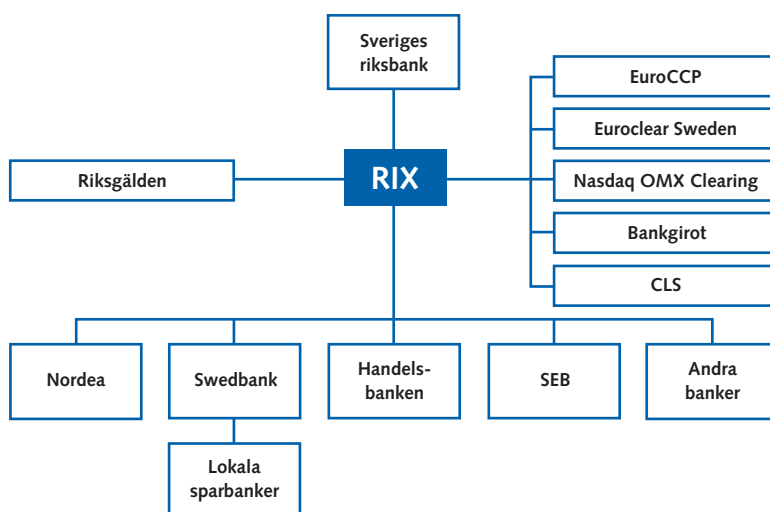 Sveriges
riksbank
EuroCCP
Euroclear Sweden
Riksgälden
RIX
Nasdaq OMX Clearing
Bankgirot
CLS
Nordea
Swedbank
Handels-
banken
SEB
Andra
banker
Lokala
sparbanker